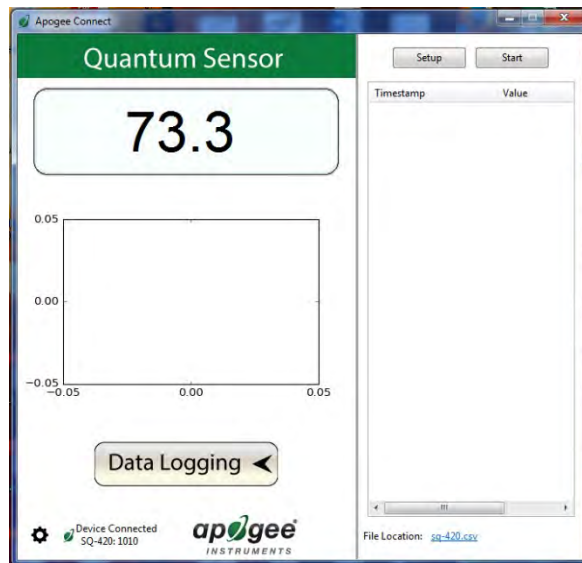 Apogee Connect
Quantum Sensor
73.3
0.05
0.00
−0.05
−0.05 0.00 0.05
Data Logging
Device Connected
SQ-420: 1010
apogee
INSTRUMENTS
Setup Start
Timestamp Value
File Location: sq-420.csv